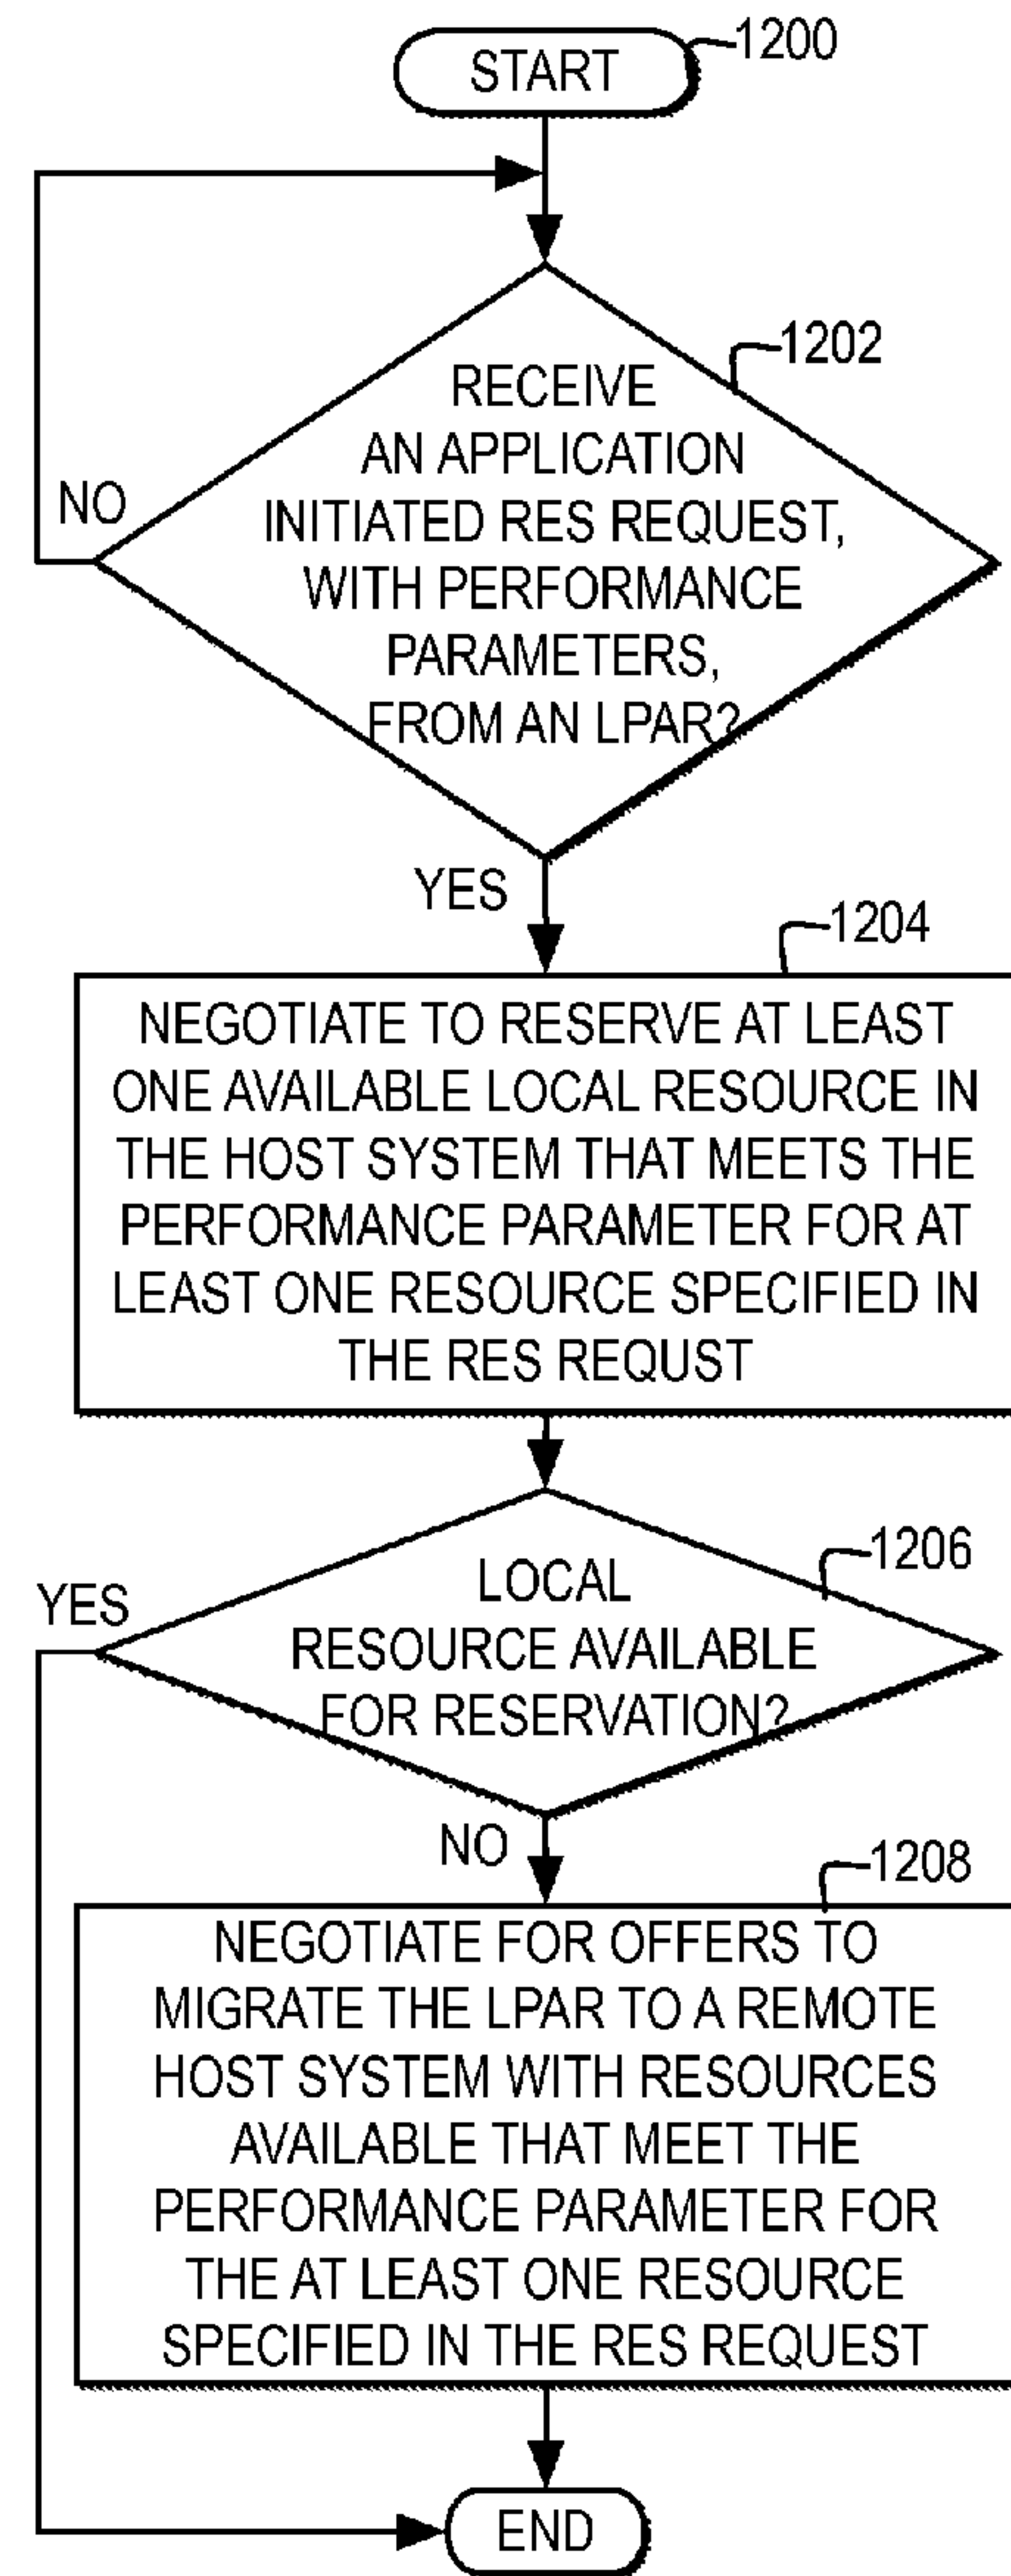 START
1200
1202
RECEIVE
AN APPLICATION
INITIATED RES REQUEST,
WITH PERFORMANCE
PARAMETERS,
FROM AN LPAR?
NO
YES
1204
NEGOTIATE TO RESERVE AT LEAST
ONE AVAILABLE LOCAL RESOURCE IN
THE HOST SYSTEM THAT MEETS THE
PERFORMANCE PARAMETER FOR AT
LEAST ONE RESOURCE SPECIFIED IN
THE RES REQUST
1206
LOCAL
RESOURCE AVAILABLE
FOR RESERVATION?
YES
NO
1208
NEGOTIATE FOR OFFERS TO
MIGRATE THE LPAR TO A REMOTE
HOST SYSTEM WITH RESOURCES
AVAILABLE THAT MEET THE
PERFORMANCE PARAMETER FOR
THE AT LEAST ONE RESOURCE
SPECIFIED IN THE RES REQUEST
END